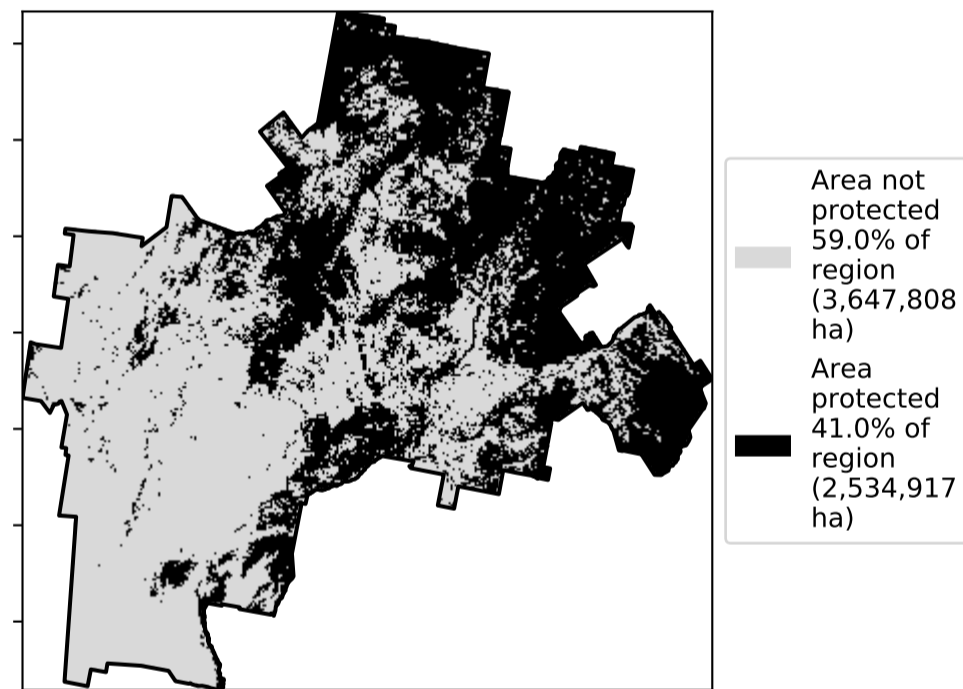 Area not
protected
59.0% of
region
(3,647,808
ha)
Area
protected
41.0% of
region
(2,534,917
ha)